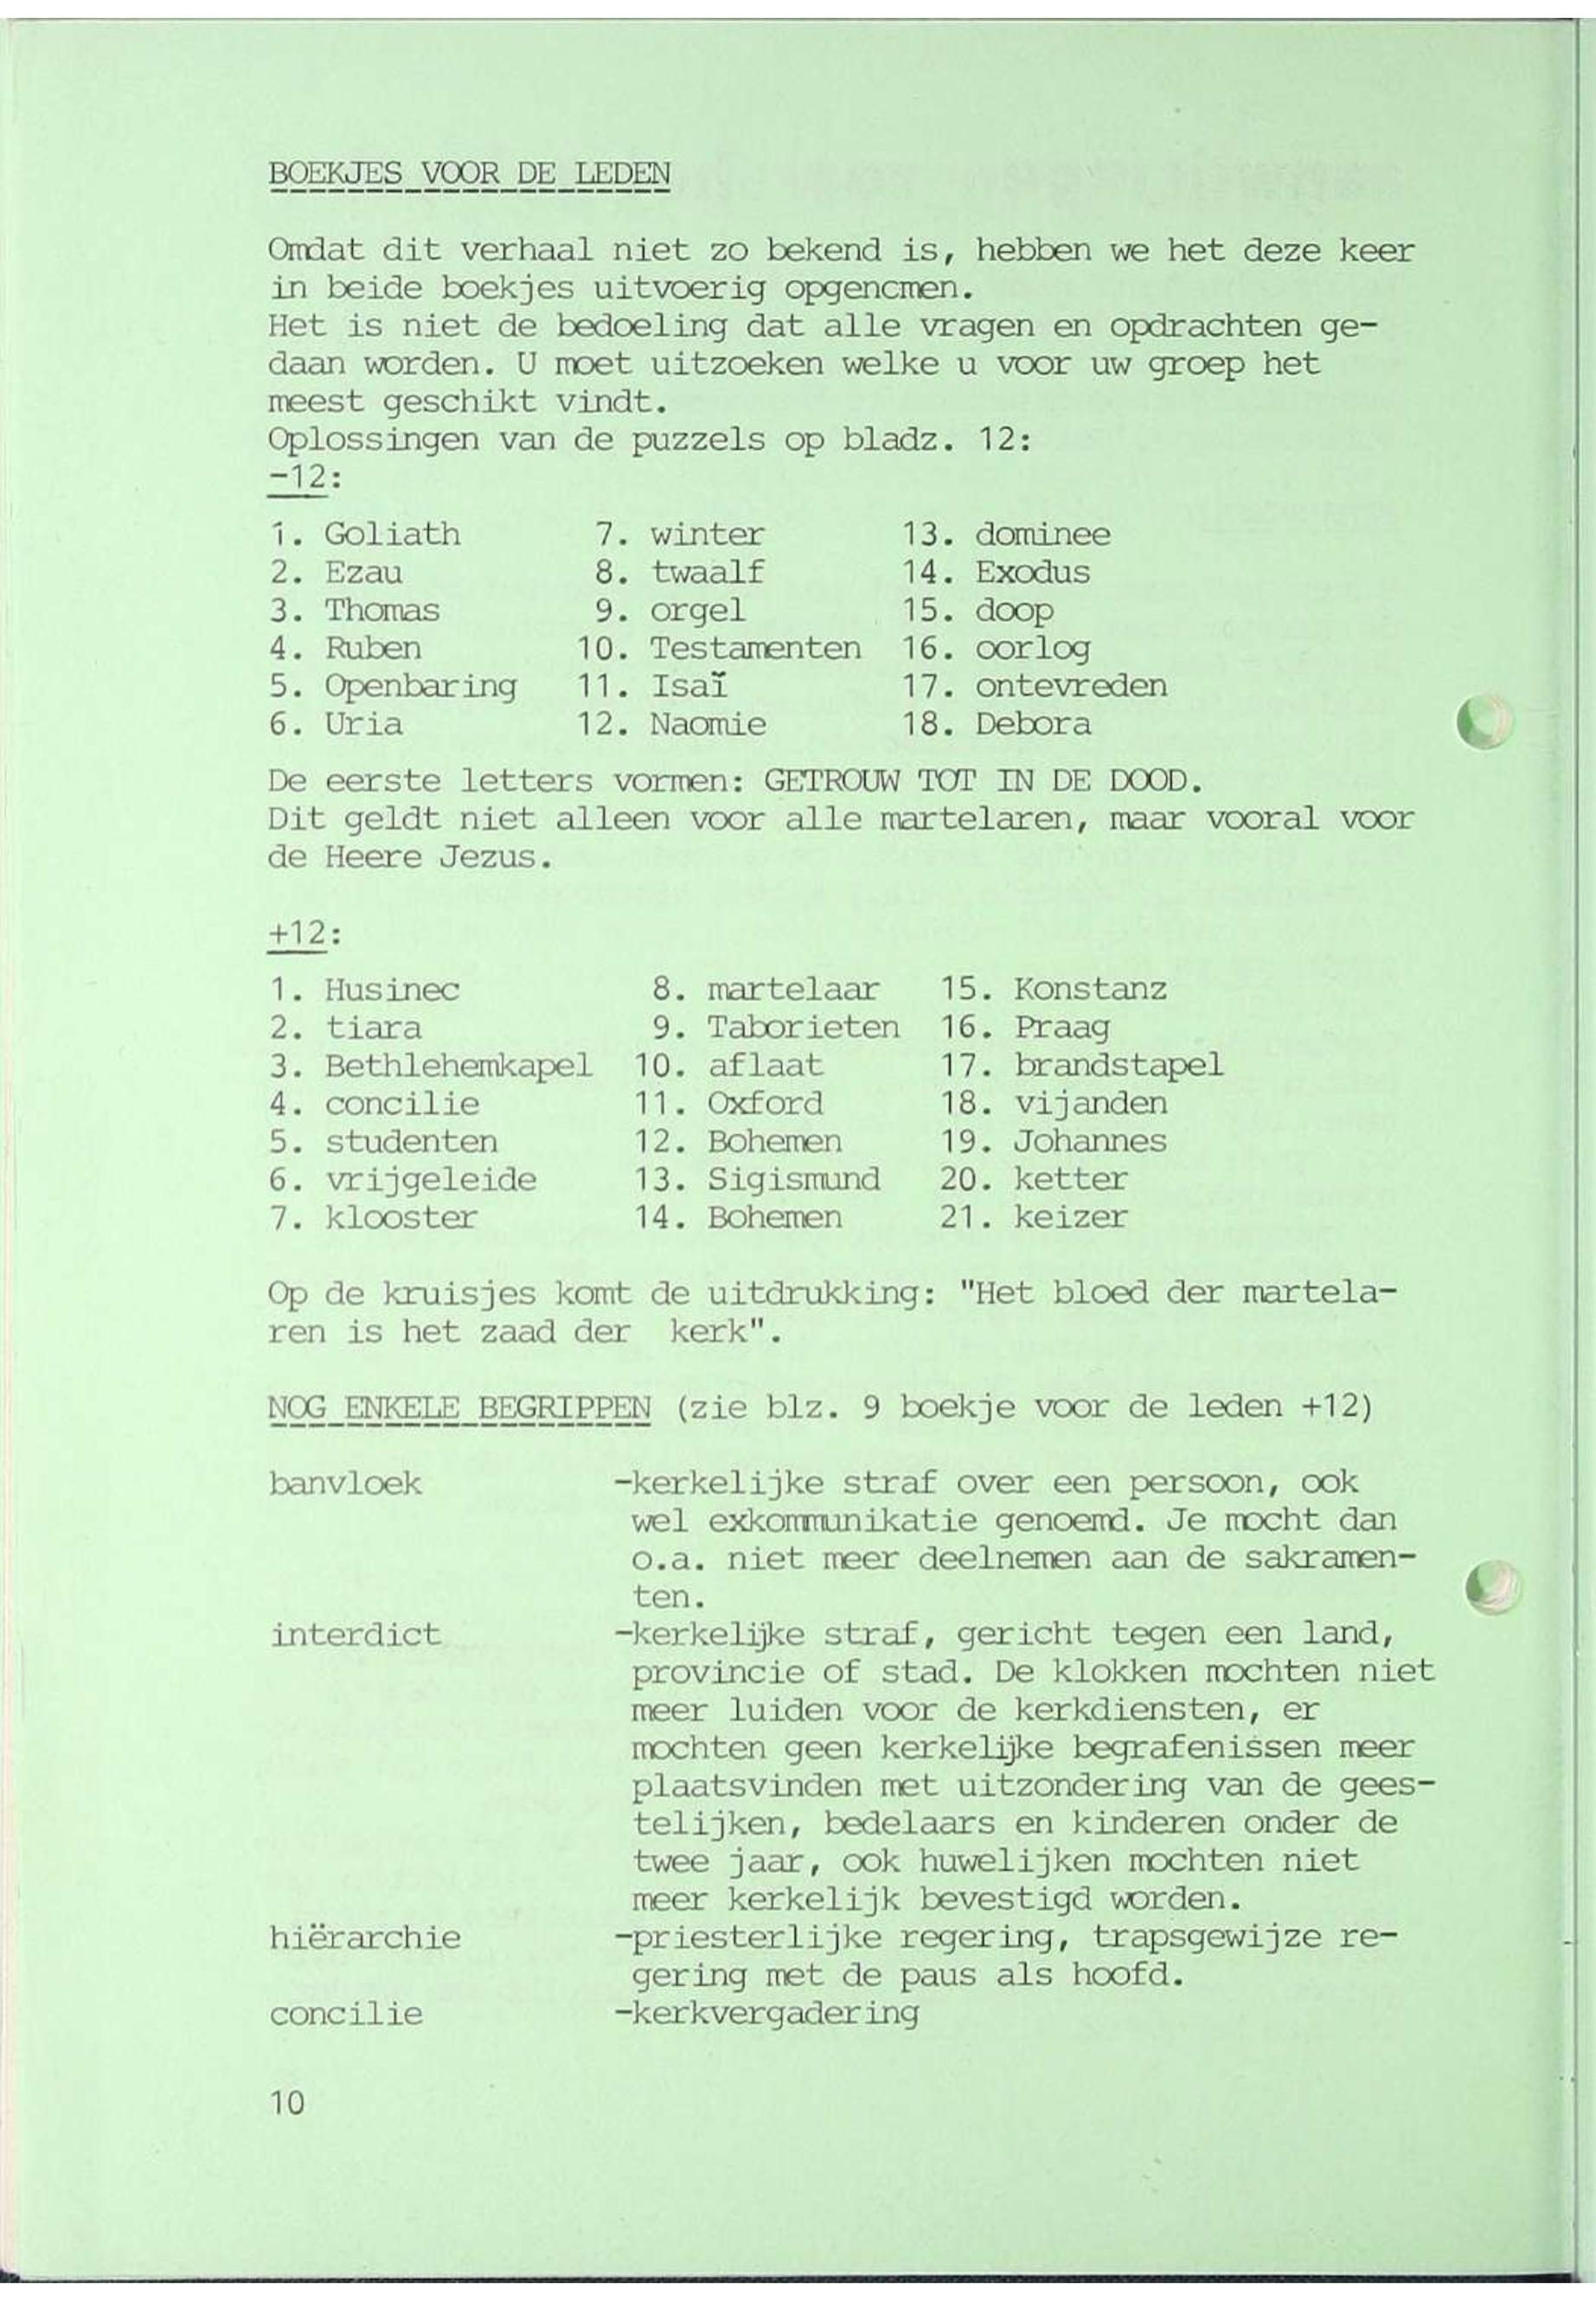 BOEKJES VOOR DE LEDEN
Omdat dit verhaal niet zo bekend is, hebben we het deze keer
in beide boekjes uitvoerig opgenomen.
Het is niet de bedoeling dat alle vragen en opdrachten ge-
daan worden. U moet uitzoeken welke u voor uw groep het
meest geschikt vindt.
Oplossingen van de puzzels op bladz. 12:
-12:
1. Goliath 7. winter 13. dominee
2. Ezau 8. twaalf 14. Exodus
3. Thomas 9. orgel 15. doop
4. Ruben 10. Testamenten 16. oorlog
5. Openbaring 11. Isaï 17. ontevreden
6. Uria 12. Naomie 18. Debora
De eerste letters vormen: GETROUW TOT IN DE DOOD.
Dit geldt niet alleen voor alle martelaren, maar vooral voor
de Heere Jezus.
+12:
1. Husinec 8. martelaar 15. Konstanz
2. tiara 9. Taborieten 16. Praag
3. Bethlehemkapel 10. aflaat 17. brandstapel
4. concilie 11. Oxford 18. vijanden
5. studenten 12. Bohemen 19. Johannes
6. vrijgeleide 13. Sigismund 20. ketter
7. klooster 14. Bohemen 21. keizer
Op de kruisjes komt de uitdrukking: "Het bloed der martela-
ren is het zaad der kerk".
NOG ENKELE BEGRIPPEN (zie blz. 9 boekje voor de leden +12)
banvloek -kerkelijke straf over een persoon, ook
wel exkommunikatie genoemd. Je mocht dan
o.a. niet meer deelnemen aan de sakramen-
ten.
interdict -kerkelijke straf, gericht tegen een land,
provincie of stad. De klokken mochten niet
meer luiden voor de kerkdiensten, er
mochten geen kerkelijke begrafenissen meer
plaatsvinden met uitzondering van de gees-
telijken, bedelaars en kinderen onder de
twee jaar, ook huwelijken mochten niet
meer kerkelijk bevestigd worden.
hiërarchie -priesterlijke regering, trapsgewijze re-
gering met de paus als hoofd.
concilie -kerkvergadering
10